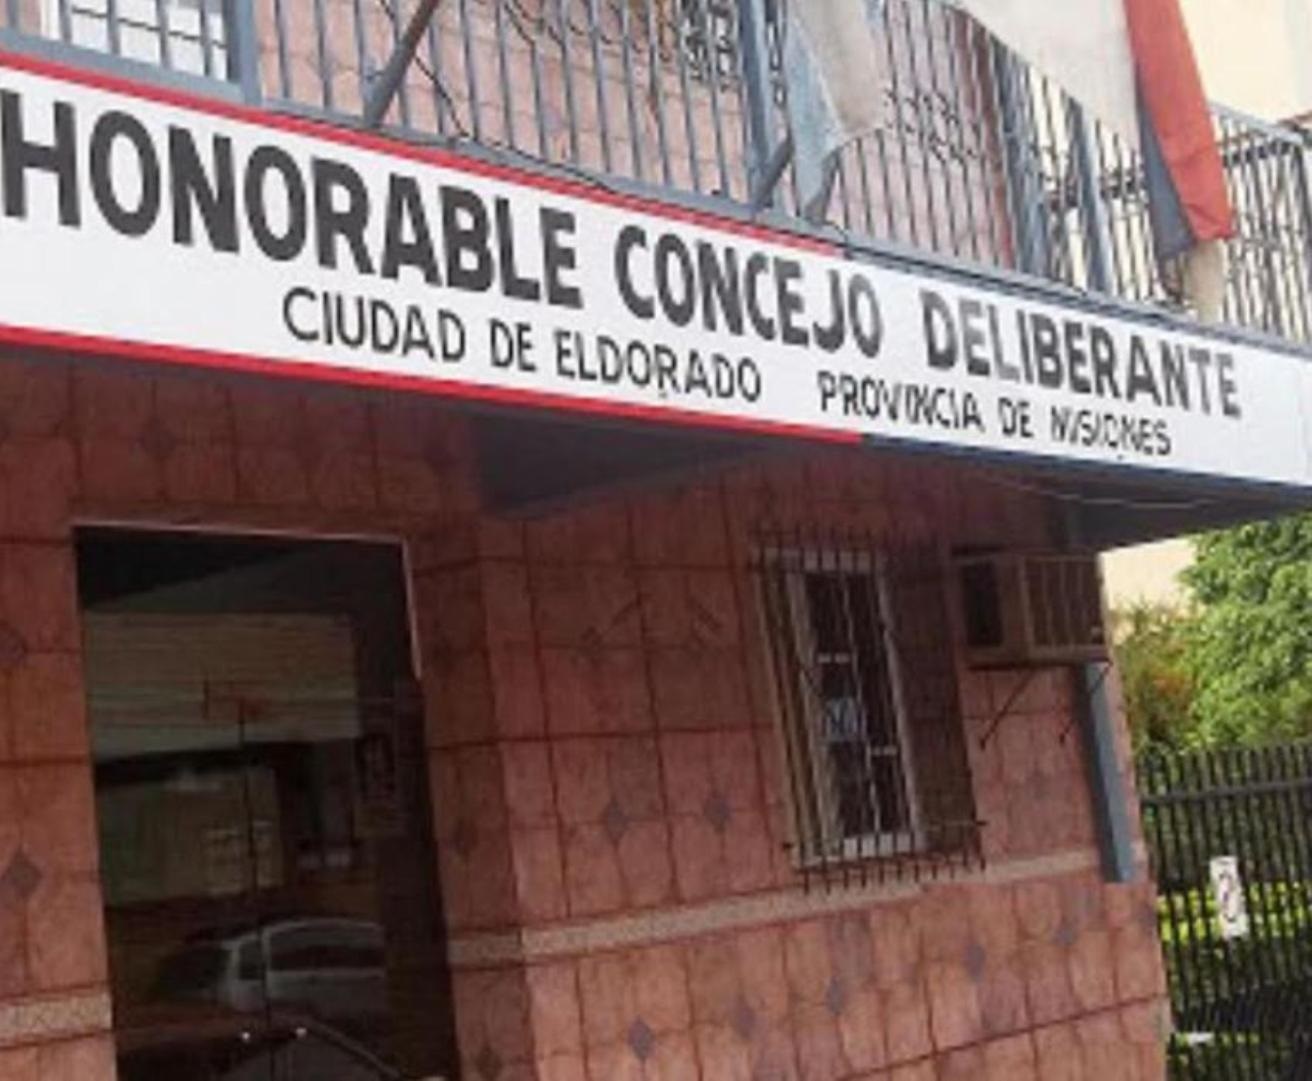 HONORABLE CONCEJO DELIBERANTE
CIUDAD DE ELDORADO PROVINCIA DE MISIONES